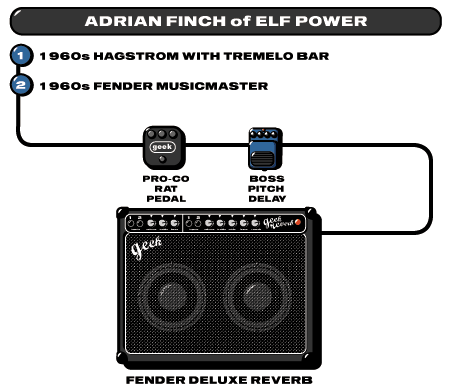 ADRIAN FINCH of ELF POWER
1 1960s HAGSTROM WITH TREMELO BAR
2 1960s FENDER MUSICMASTER
geek
PRO-CO
RAT
PEDAL
BOSS
PITCH
DELAY
geek
geek
reverb
FENDER DELUXE REVERB